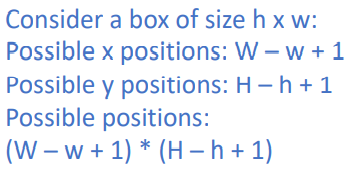 Consider a box of size h x w:
Possible x positions: W – w + 1
Possible y positions: H – h + 1
Possible positions:
(W – w + 1) * (H – h + 1)